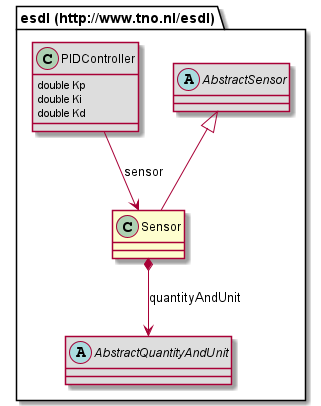 esdl (http://www.tno.nl/esdl)
C PIDController
double Kp
double Ki
double Kd
A AbstractSensor
sensor
C Sensor
quantityAndUnit
A AbstractQuantityAndUnit